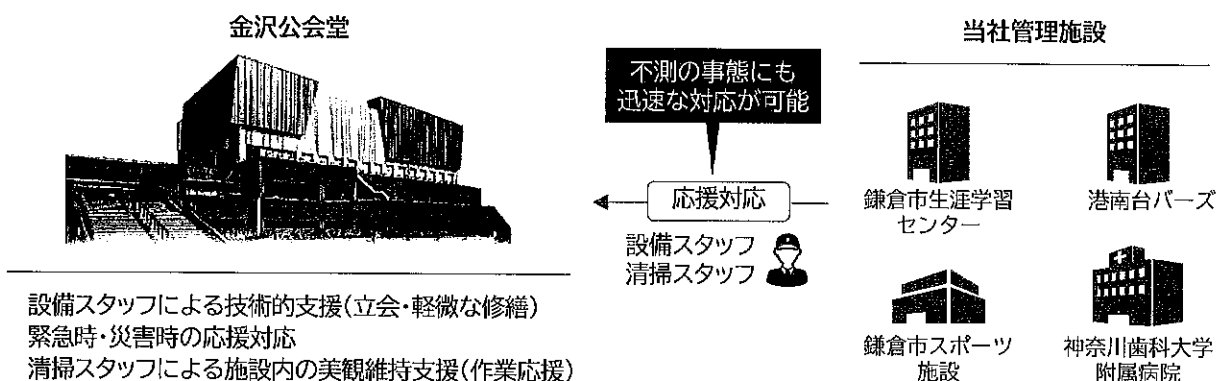 金沢公会堂
不測の事態にも
迅速な対応が可能
応援対応
設備スタッフ
清掃スタッフ
設備スタッフによる技術的支援(立会・軽微な修繕)
緊急時・災害時の応援対応
清掃スタッフによる施設内の美観維持支援(作業応援)
当社管理施設
鎌倉市生涯学習
センター
港南台バーズ
鎌倉市スポーツ
施設
神奈川歯科大学
附属病院